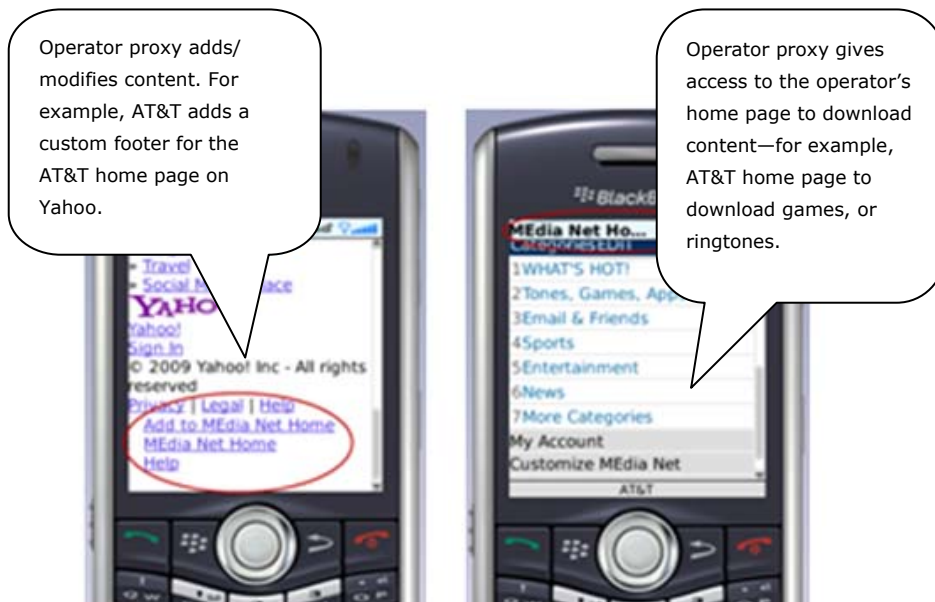 Operator proxy adds/
modifies content. For
example, AT&T adds a
custom footer for the
AT&T home page on
Yahoo.
Operator proxy gives
access to the operator's
home page to download
content—for example,
AT&T home page to
download games, or
ringtones.
Travel
Social
YAHO
Yahoo!
Sign In
© 2009 Yahoo! Inc - All rights
reserved
Privacy | Legal | Help
Add to MEdia Net Home
MEdia Net Home
Help
BlackB
MEdia Net Ho...
CategoriesEDIT
1WHAT'S HOT!
2Tones, Games, App
3Email & Friends
4Sports
5Entertainment
6News
7More Categories
My Account
Customize MEdia Net
AT&T